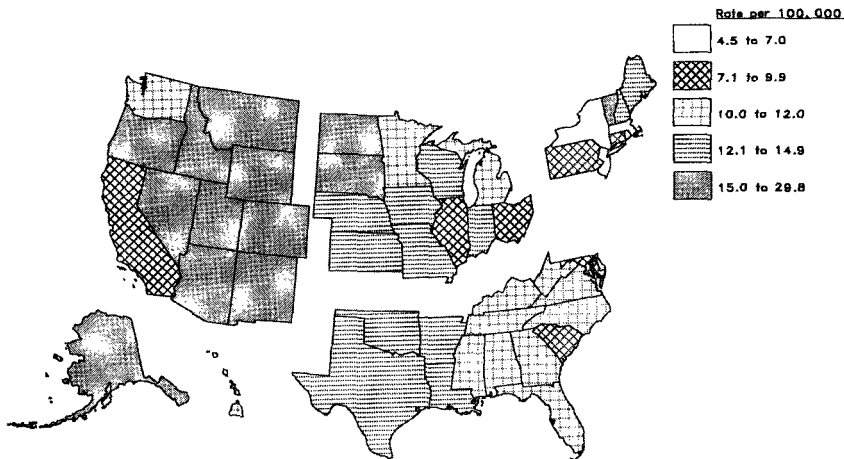 Rate per 100,000
4.5 to 7.0
7.1 to 9.9
10.0 to 12.0
12.1 to 14.9
15.0 to 29.8